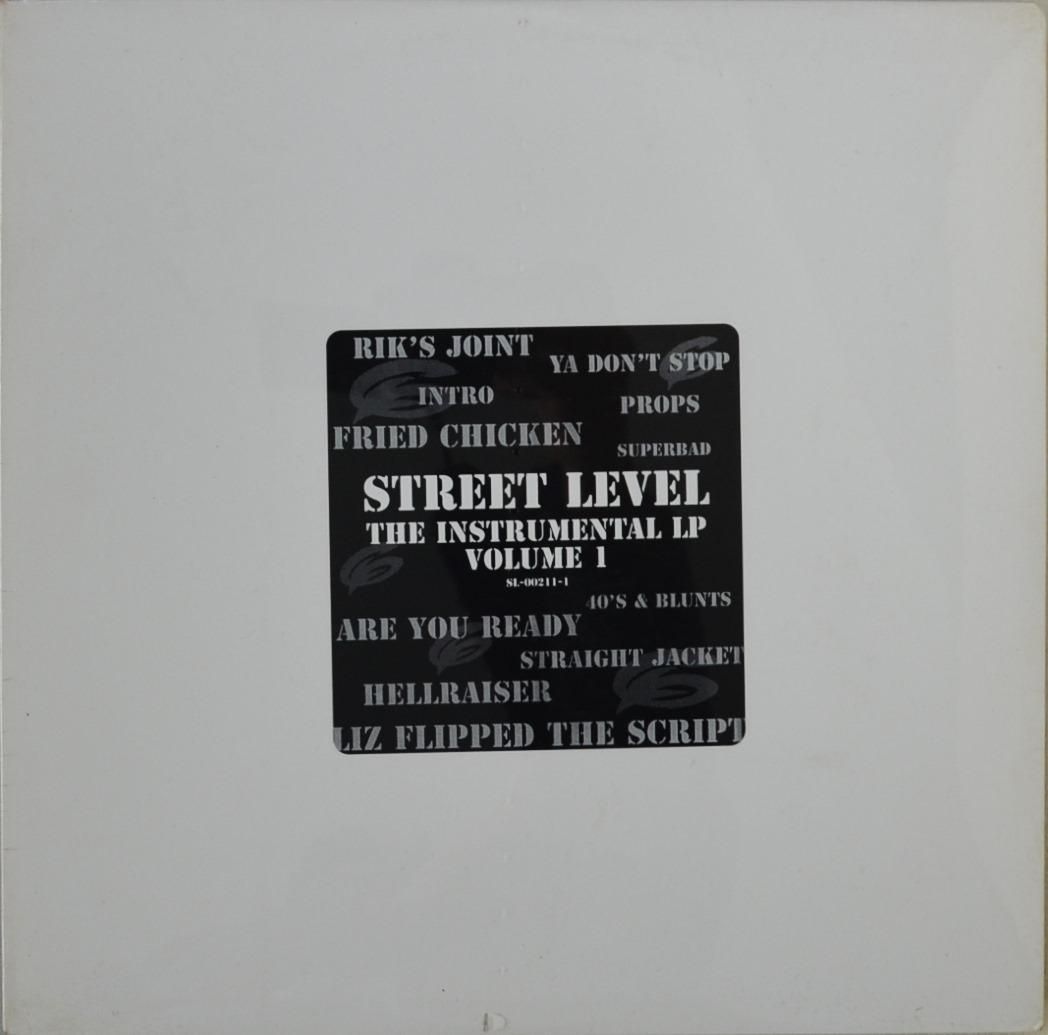 RIK'S JOINT
YA DON'T STOP
INTRO
PROPS
FRIED CHICKEN
SUPERBAD
STREET LEVEL
THE INSTRUMENTAL LP
VOLUME 1
SL-00211-1
40'S & BLUNTS
ARE YOU READY
STRAIGHT JACKET
HELLRAISER
LIZ FLIPPED THE SCRIPT